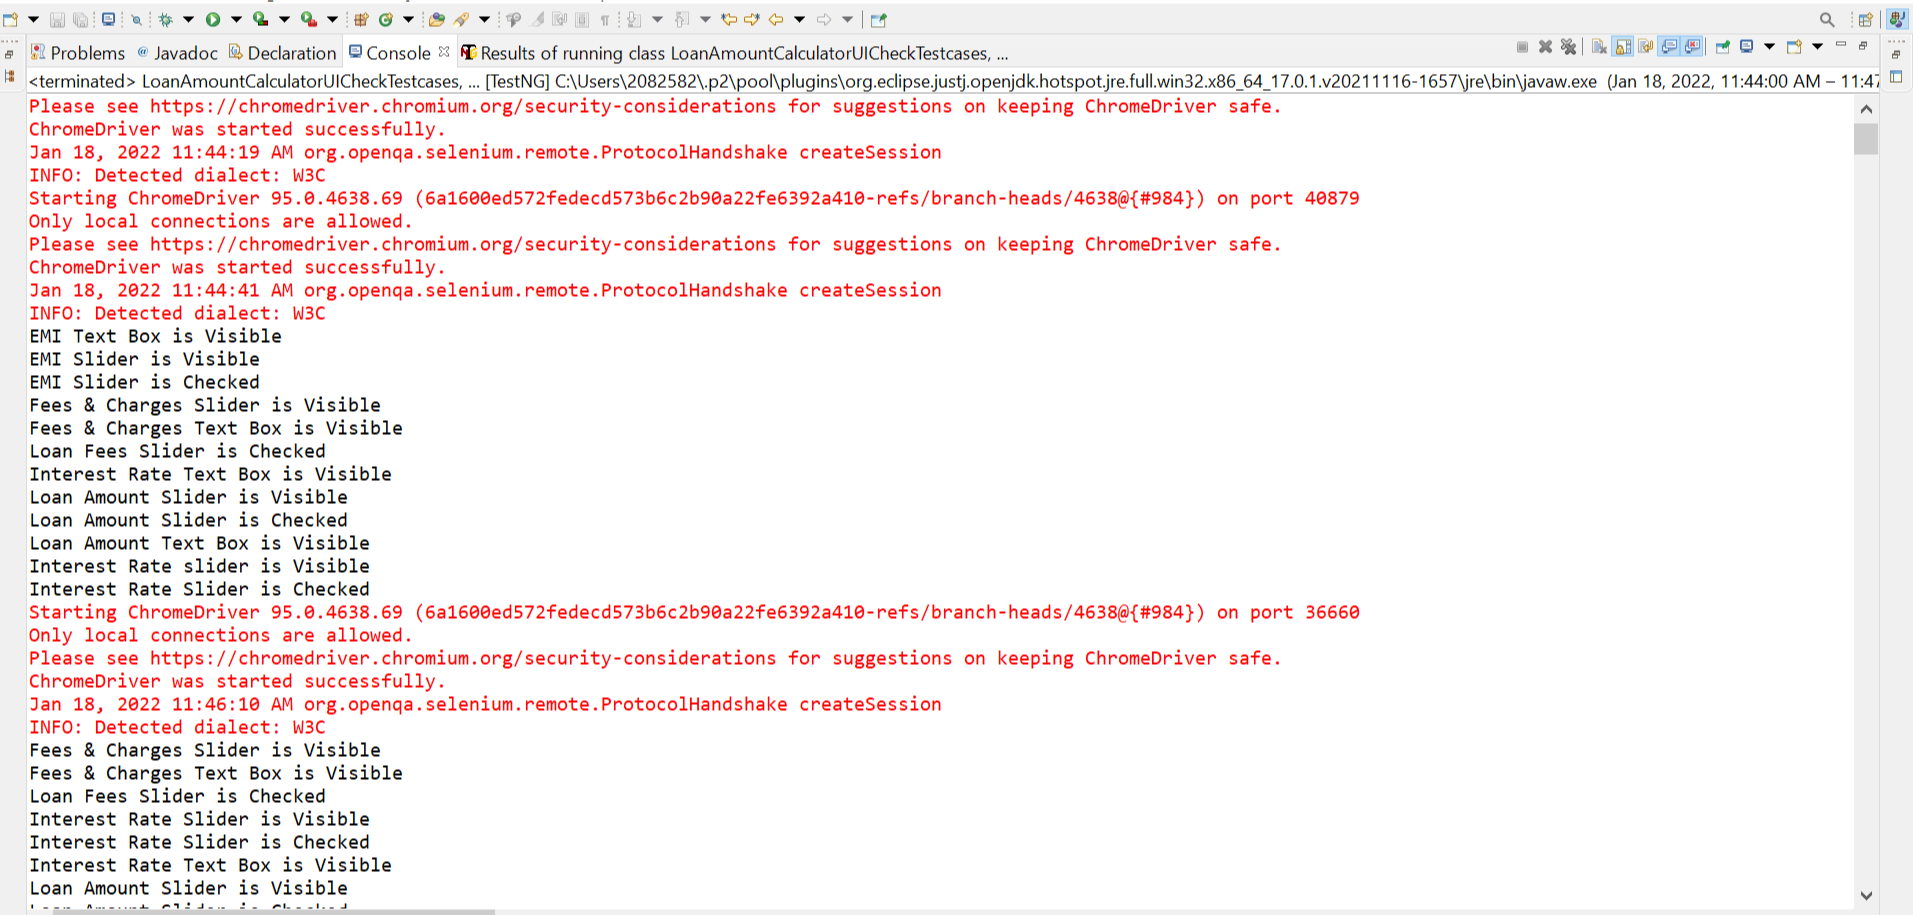 Problems @ Javadoc Declaration Console Results of running class LoanAmountCalculatorUICheckTestcases, ...
<terminated> LoanAmountCalculatorUICheckTestcases, ... [TestNG] C:\Users\2082582\.p2\pool\plugins\org.eclipse.justj.openjdk.hotspot.jre.full.win32.x86_64_17.0.1.v20211116-1657\jre\bin\javaw.exe (Jan 18, 2022, 11:44:00 AM – 11:47
Please see https://chromedriver.chromium.org/security-considerations for suggestions on keeping ChromeDriver safe.
ChromeDriver was started successfully.
Jan 18, 2022 11:44:19 AM org.openqa.selenium.remote.ProtocolHandshake createSession
INFO: Detected dialect: W3C
Starting ChromeDriver 95.0.4638.69 (6a1600ed572fedecd573b6c2b90a22fe6392a410-refs/branch-heads/4638@{#984}) on port 40879
Only local connections are allowed.
Please see https://chromedriver.chromium.org/security-considerations for suggestions on keeping ChromeDriver safe.
ChromeDriver was started successfully.
Jan 18, 2022 11:44:41 AM org.openqa.selenium.remote.ProtocolHandshake createSession
INFO: Detected dialect: W3C
EMI Text Box is Visible
EMI Slider is Visible
EMI Slider is Checked
Fees & Charges Slider is Visible
Fees & Charges Text Box is Visible
Loan Fees Slider is Checked
Interest Rate Text Box is Visible
Loan Amount Slider is Visible
Loan Amount Slider is Checked
Loan Amount Text Box is Visible
Interest Rate slider is Visible
Interest Rate Slider is Checked
Starting ChromeDriver 95.0.4638.69 (6a1600ed572fedecd573b6c2b90a22fe6392a410-refs/branch-heads/4638@{#984}) on port 36660
Only local connections are allowed.
Please see https://chromedriver.chromium.org/security-considerations for suggestions on keeping ChromeDriver safe.
ChromeDriver was started successfully.
Jan 18, 2022 11:46:10 AM org.openqa.selenium.remote.ProtocolHandshake createSession
INFO: Detected dialect: W3C
Fees & Charges Slider is Visible
Fees & Charges Text Box is Visible
Loan Fees Slider is Checked
Interest Rate Slider is Visible
Interest Rate Slider is Checked
Interest Rate Text Box is Visible
Loan Amount Slider is Visible
Loan Amount Slider is Checked